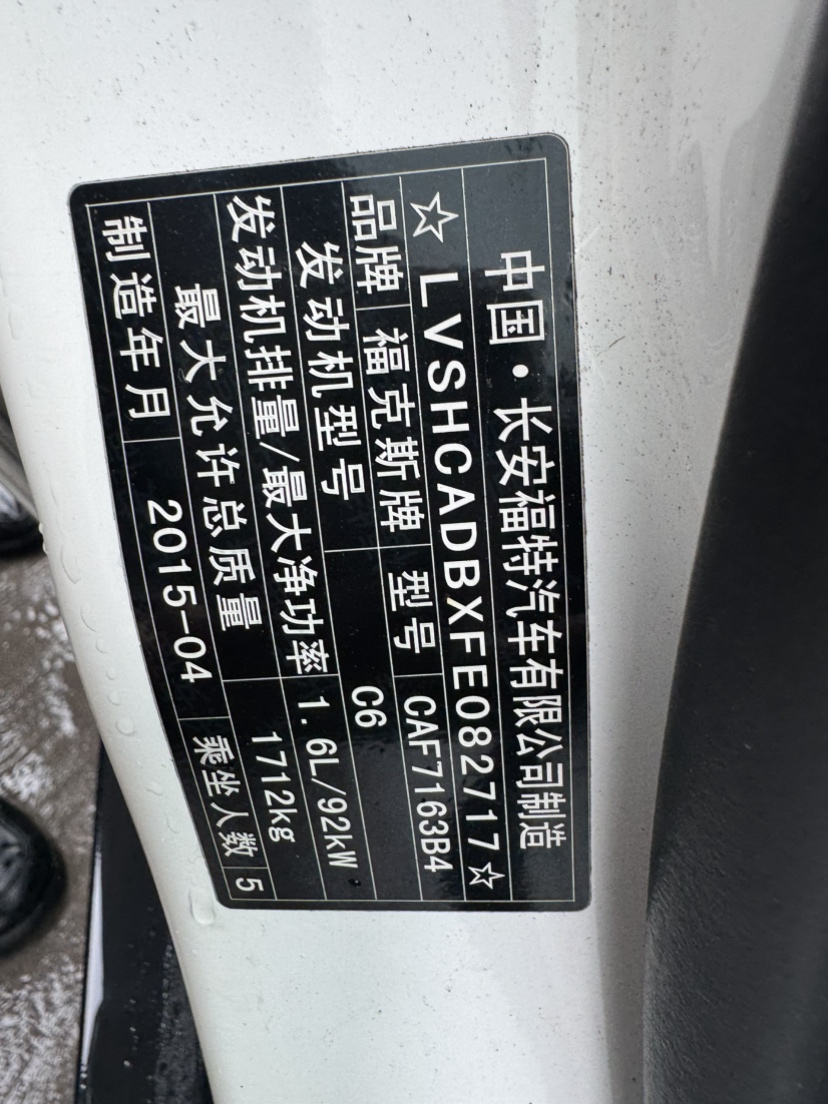 中国·长安福特汽车有限公司制造
☆LVSHCADBXFE082717☆
品牌 福克斯牌 型号 CAF7163B4
发动机型号 C6
发动机排量/最大净功率 1.6L/92kW
最大允许总质量 1712kg
制造年月 2015-04 乘坐人数 5